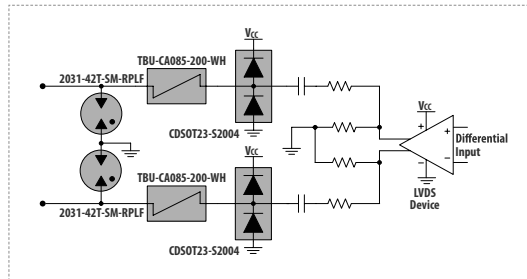 VCC
TBU-CA085-200-WH
2031-42T-SM-RPLF
CDSOT23-S2004
VCC
+
+
Differential
Input
−
−
LVDS
Device
VCC
TBU-CA085-200-WH
2031-42T-SM-RPLF
CDSOT23-S2004